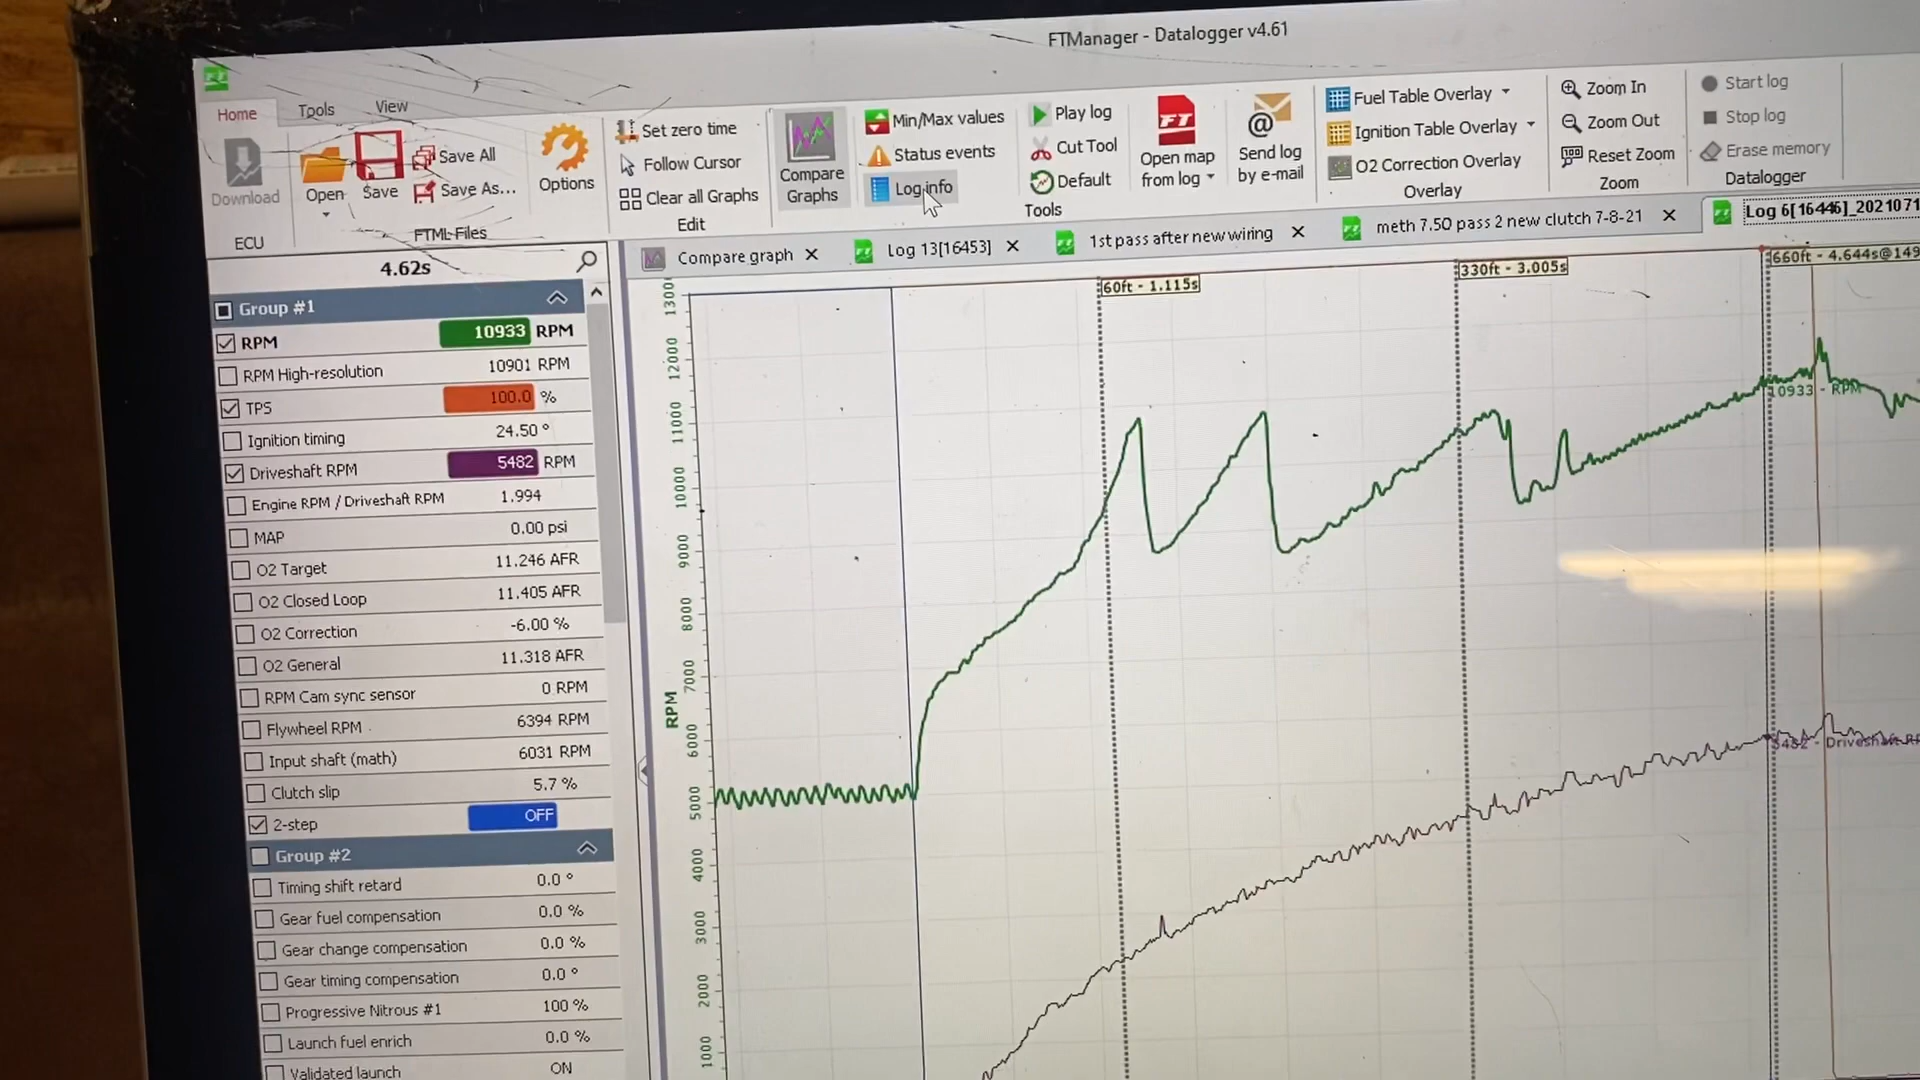 FTManager - Datalogger v4.61
Home Tools View
Download
Open
Save
Save All
Save As...
Options
Set zero time
Follow Cursor
Clear all Graphs
Compare Graphs
Min/Max values
Status events
Log info
Play log
Cut Tool
Default
Open map from log
Send log by e-mail
Fuel Table Overlay
Ignition Table Overlay
O2 Correction Overlay
Zoom In
Zoom Out
Reset Zoom
Start log
Stop log
Erase memory
ECU
FTML Files
Edit
Tools
Overlay
Zoom
Datalogger
Compare graph
Log 13[16453]
1st pass after new wiring
meth 7.50 pass 2 new clutch 7-8-21
Log 6[16446]_2021071
4.62s
Group #1
RPM 10933 RPM
RPM High-resolution 10901 RPM
TPS 100.0 %
Ignition timing 24.50 °
Driveshaft RPM 5482 RPM
Engine RPM / Driveshaft RPM 1.994
MAP 0.00 psi
O2 Target 11.246 AFR
O2 Closed Loop 11.405 AFR
O2 Correction -6.00 %
O2 General 11.318 AFR
RPM Cam sync sensor 0 RPM
Flywheel RPM 6394 RPM
Input shaft (math) 6031 RPM
Clutch slip 5.7 %
2-step OFF
Group #2
Timing shift retard 0.0 °
Gear fuel compensation 0.0 %
Gear change compensation 0.0 %
Gear timing compensation 0.0 °
Progressive Nitrous #1 100 %
Launch fuel enrich 0.0 %
Validated launch ON
60ft - 1.115s
330ft - 3.005s
660ft - 4.644s@149
13000
12000
11000
10000
9000
8000
7000
6000
5000
4000
3000
2000
1000
RPM
10933 - RPM
5482 - Driveshaft RP
FT
FT